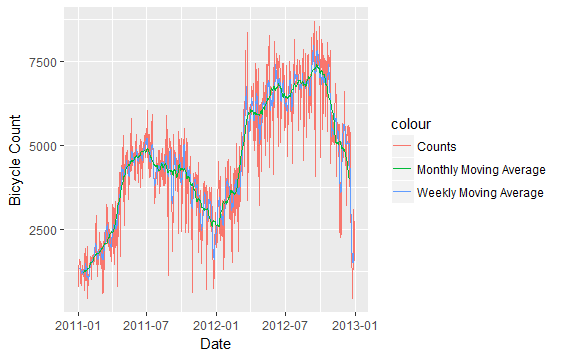 7500
5000
2500
Bicycle Count
2011-01 2011-07 2012-01 2012-07 2013-01
Date
colour
Counts
Monthly Moving Average
Weekly Moving Average